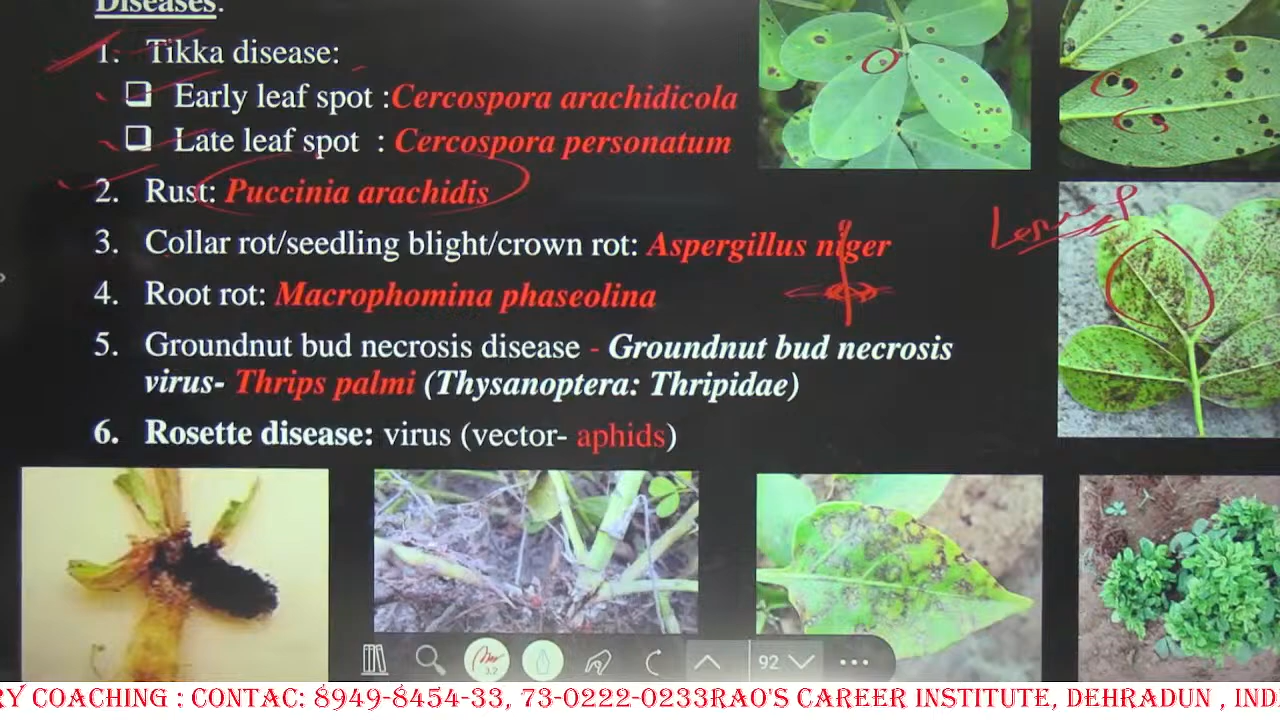 Diseases:
1. Tikka disease:
❑ Early leaf spot :Cercospora arachidicola
❑ Late leaf spot : Cercospora personatum
2. Rust: Puccinia arachidis
3. Collar rot/seedling blight/crown rot: Aspergillus niger
4. Root rot: Macrophomina phaseolina
5. Groundnut bud necrosis disease - Groundnut bud necrosis
virus- Thrips palmi (Thysanoptera: Thripidae)
6. Rosette disease: virus (vector- aphids)
3.2
92
RY COACHING : CONTAC: 8949-8454-33, 73-0222-0233RAO'S CAREER INSTITUTE, DEHRADUN , IND